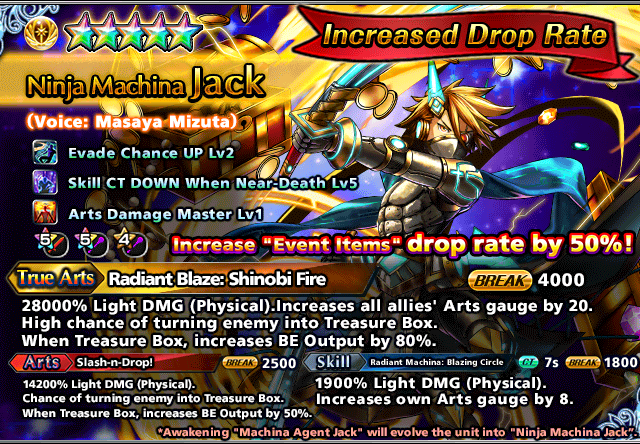 Increased Drop Rate
Ninja Machina Jack
(Voice: Masaya Mizuta)
Evade Chance UP Lv2
Skill CT DOWN When Near-Death Lv5
Arts Damage Master Lv1
5 5 4
Increase "Event Items" drop rate by 50%!
True Arts Radiant Blaze: Shinobi Fire BREAK 4000
28000% Light DMG (Physical).Increases all allies' Arts gauge by 20.
High chance of turning enemy into Treasure Box.
When Treasure Box, increases BE Output by 80%.
Arts Slash-n-Drop! BREAK 2500
14200% Light DMG (Physical).
Chance of turning enemy into Treasure Box.
When Treasure Box, increases BE Output by 50%.
Skill Radiant Machina: Blazing Circle CT 7s BREAK 1800
1900% Light DMG (Physical).
Increases own Arts gauge by 8.
*Awakening "Machina Agent Jack" will evolve the unit into "Ninja Machina Jack".